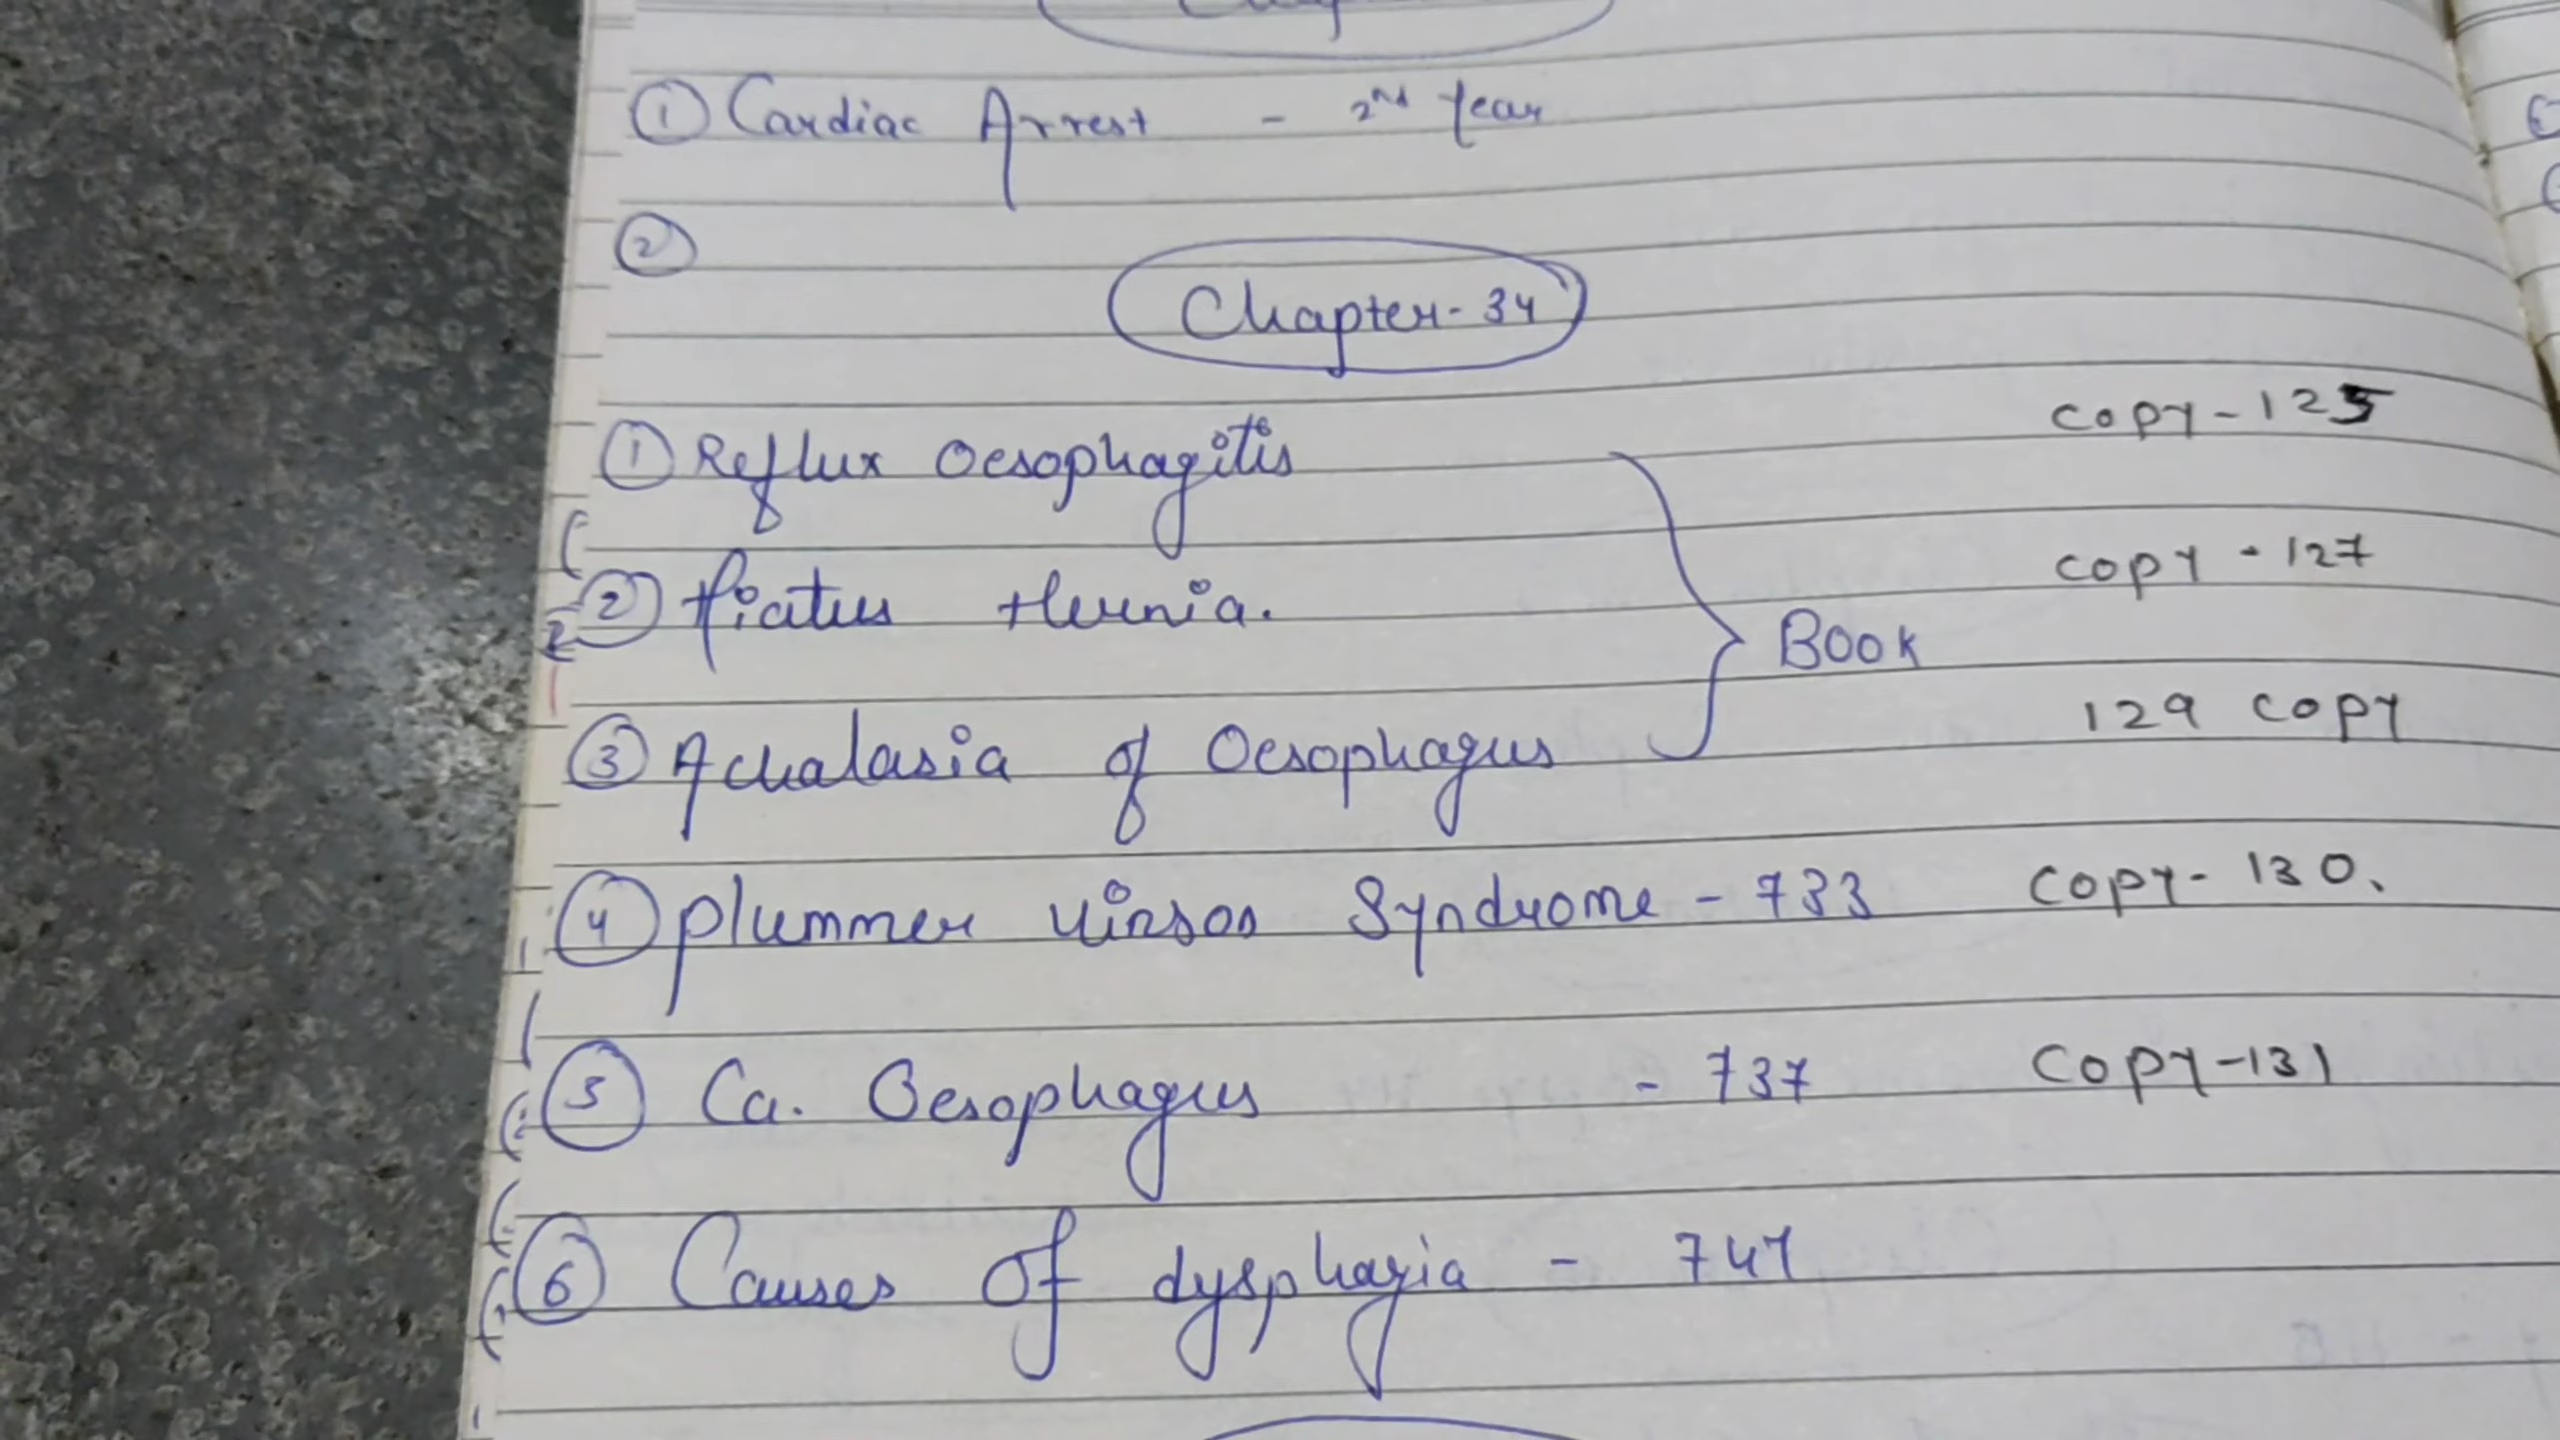 ① Cardiac Arrest - 2nd Year
②
Chapter-34
① Reflux Oesophagitis copy-125
② Hiatus Hernia. copy-127
Book
③ Achalasia of Oesophagus 129 copy
④ Plummer vinson Syndrome - 733 copy-130.
⑤ Ca. Oesophagus - 737 copy-131
⑥ Causes of dysphagia - 747